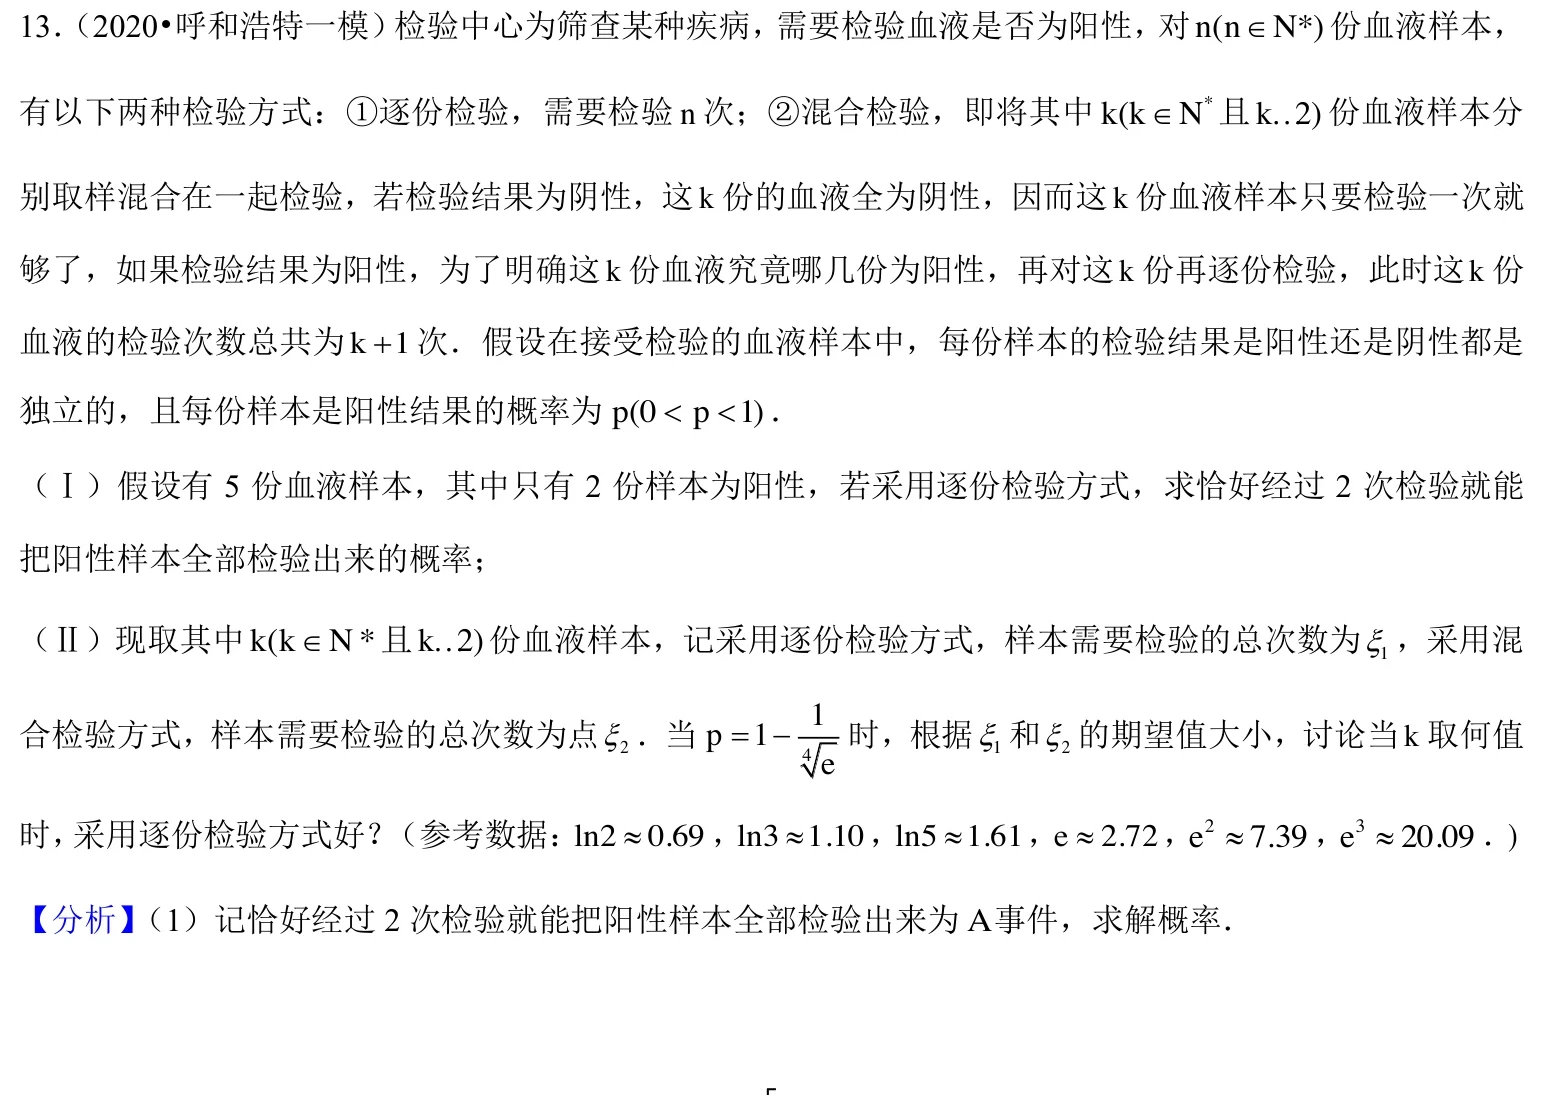 13.（2020•呼和浩特一模）检验中心为筛查某种疾病，需要检验血液是否为阳性，对n(n∈N*)份血液样本，
有以下两种检验方式：①逐份检验，需要检验n次；②混合检验，即将其中k(k∈N*且k‥2)份血液样本分
别取样混合在一起检验，若检验结果为阴性，这k份的血液全为阴性，因而这k份血液样本只要检验一次就
够了，如果检验结果为阳性，为了明确这k份血液究竟哪几份为阳性，再对这k份再逐份检验，此时这k份
血液的检验次数总共为k+1次．假设在接受检验的血液样本中，每份样本的检验结果是阳性还是阴性都是
独立的，且每份样本是阳性结果的概率为p(0<p<1)．
（Ⅰ）假设有5份血液样本，其中只有2份样本为阳性，若采用逐份检验方式，求恰好经过2次检验就能
把阳性样本全部检验出来的概率；
（Ⅱ）现取其中k(k∈N*且k‥2)份血液样本，记采用逐份检验方式，样本需要检验的总次数为ξ₁，采用混
合检验方式，样本需要检验的总次数为点ξ₂．当p=1−1/∜e时，根据ξ₁和ξ₂的期望值大小，讨论当k取何值
时，采用逐份检验方式好？（参考数据：ln2≈0.69，ln3≈1.10，ln5≈1.61，e≈2.72，e²≈7.39，e³≈20.09．)
【分析】（1）记恰好经过2次检验就能把阳性样本全部检验出来为A事件，求解概率．